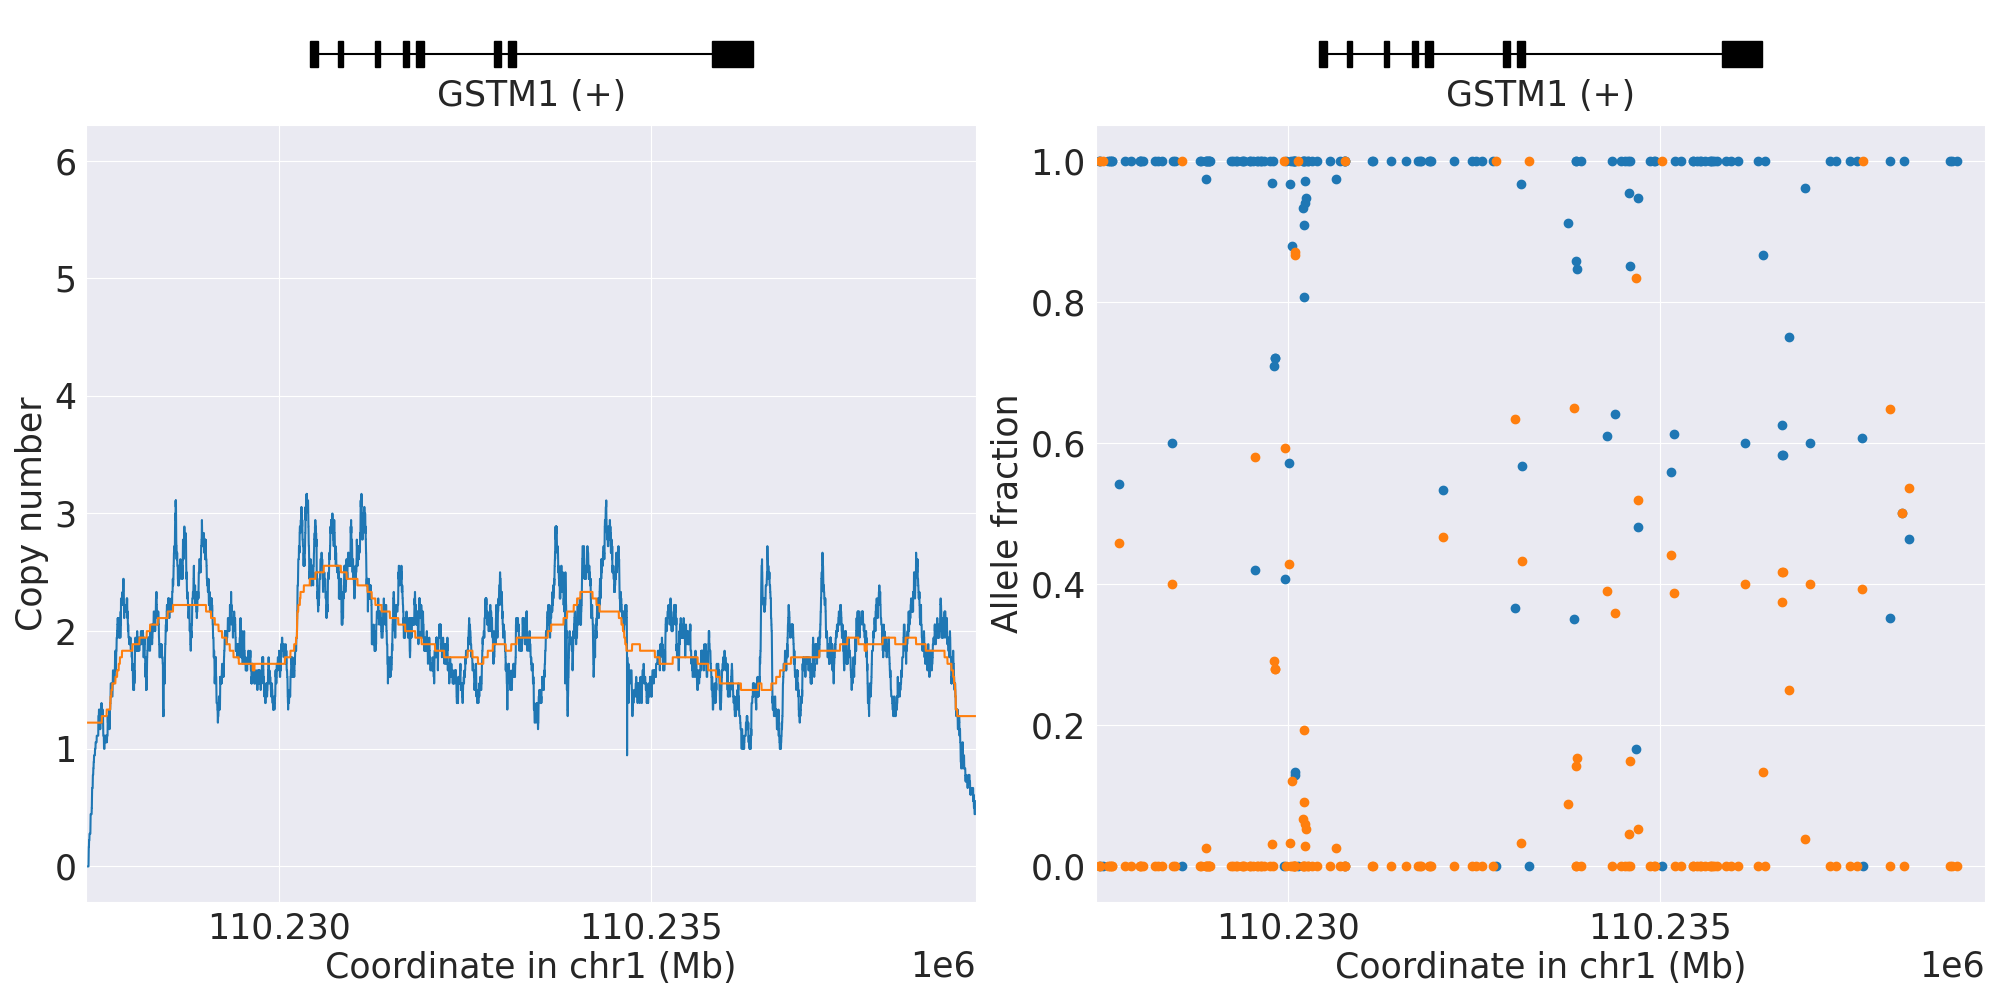 GSTM1 (+)
6
5
4
3
2
1
0
Copy number
110.230
110.235
Coordinate in chr1 (Mb)
1e6
GSTM1 (+)
1.0
0.8
0.6
0.4
0.2
0.0
Allele fraction
110.230
110.235
Coordinate in chr1 (Mb)
1e6